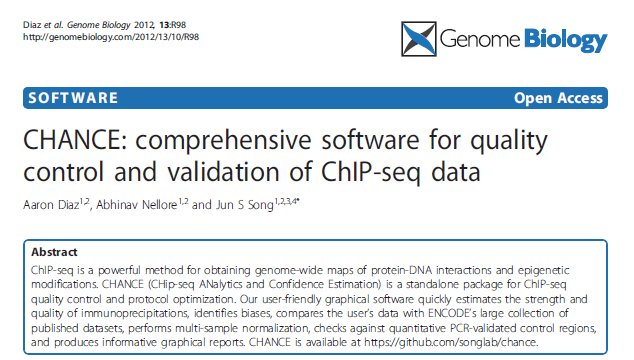 Diaz et al. Genome Biology 2012, 13:R98
http://genomebiology.com/2012/13/10/R98
Genome Biology
SOFTWARE Open Access
CHANCE: comprehensive software for quality
control and validation of ChIP-seq data
Aaron Diaz1,2, Abhinav Nellore1,2 and Jun S Song1,2,3,4*
Abstract
ChIP-seq is a powerful method for obtaining genome-wide maps of protein-DNA interactions and epigenetic
modifications. CHANCE (CHip-seq ANalytics and Confidence Estimation) is a standalone package for ChIP-seq
quality control and protocol optimization. Our user-friendly graphical software quickly estimates the strength and
quality of immunoprecipitations, identifies biases, compares the user's data with ENCODE's large collection of
published datasets, performs multi-sample normalization, checks against quantitative PCR-validated control regions,
and produces informative graphical reports. CHANCE is available at https://github.com/songlab/chance.